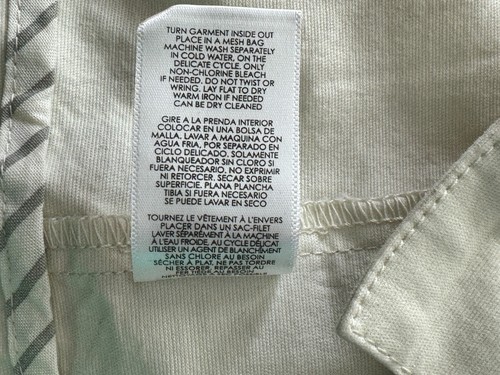 TURN GARMENT INSIDE OUT
PLACE IN A MESH BAG
MACHINE WASH SEPARATELY
IN COLD WATER, ON THE
DELICATE CYCLE. ONLY
NON-CHLORINE BLEACH
IF NEEDED. DO NOT TWIST OR
WRING. LAY FLAT TO DRY
WARM IRON IF NEEDED
CAN BE DRY CLEANED
GIRE A LA PRENDA INTERIOR
COLOCAR EN UNA BOLSA DE
MALLA. LAVAR A MAQUINA CON
AGUA FRIA, POR SEPARADO EN
CICLO DELICADO. SOLAMENTE
BLANQUEADOR SIN CLORO SI
FUERA NECESARIO. NO EXPRIMIR
NI RETORCER. SECAR SOBRE
SUPERFICIE. PLANA PLANCHA
TIBIA SI FUERA NECESARIO
SE PUEDE LAVAR EN SECO
TOURNEZ LE VÊTEMENT À L'ENVERS
PLACER DANS UN SAC-FILET
LAVER SÉPARÉMENT À LA MACHINE
À L'EAU FROIDE, AU CYCLE DÉLICAT
UTILISER UN AGENT DE BLANCHIMENT
SANS CHLORE AU BESOIN
SÉCHER À PLAT, NE PAS TORDRE
NI ESSORER. REPASSER AU
FER TIÈDE AU BESOIN